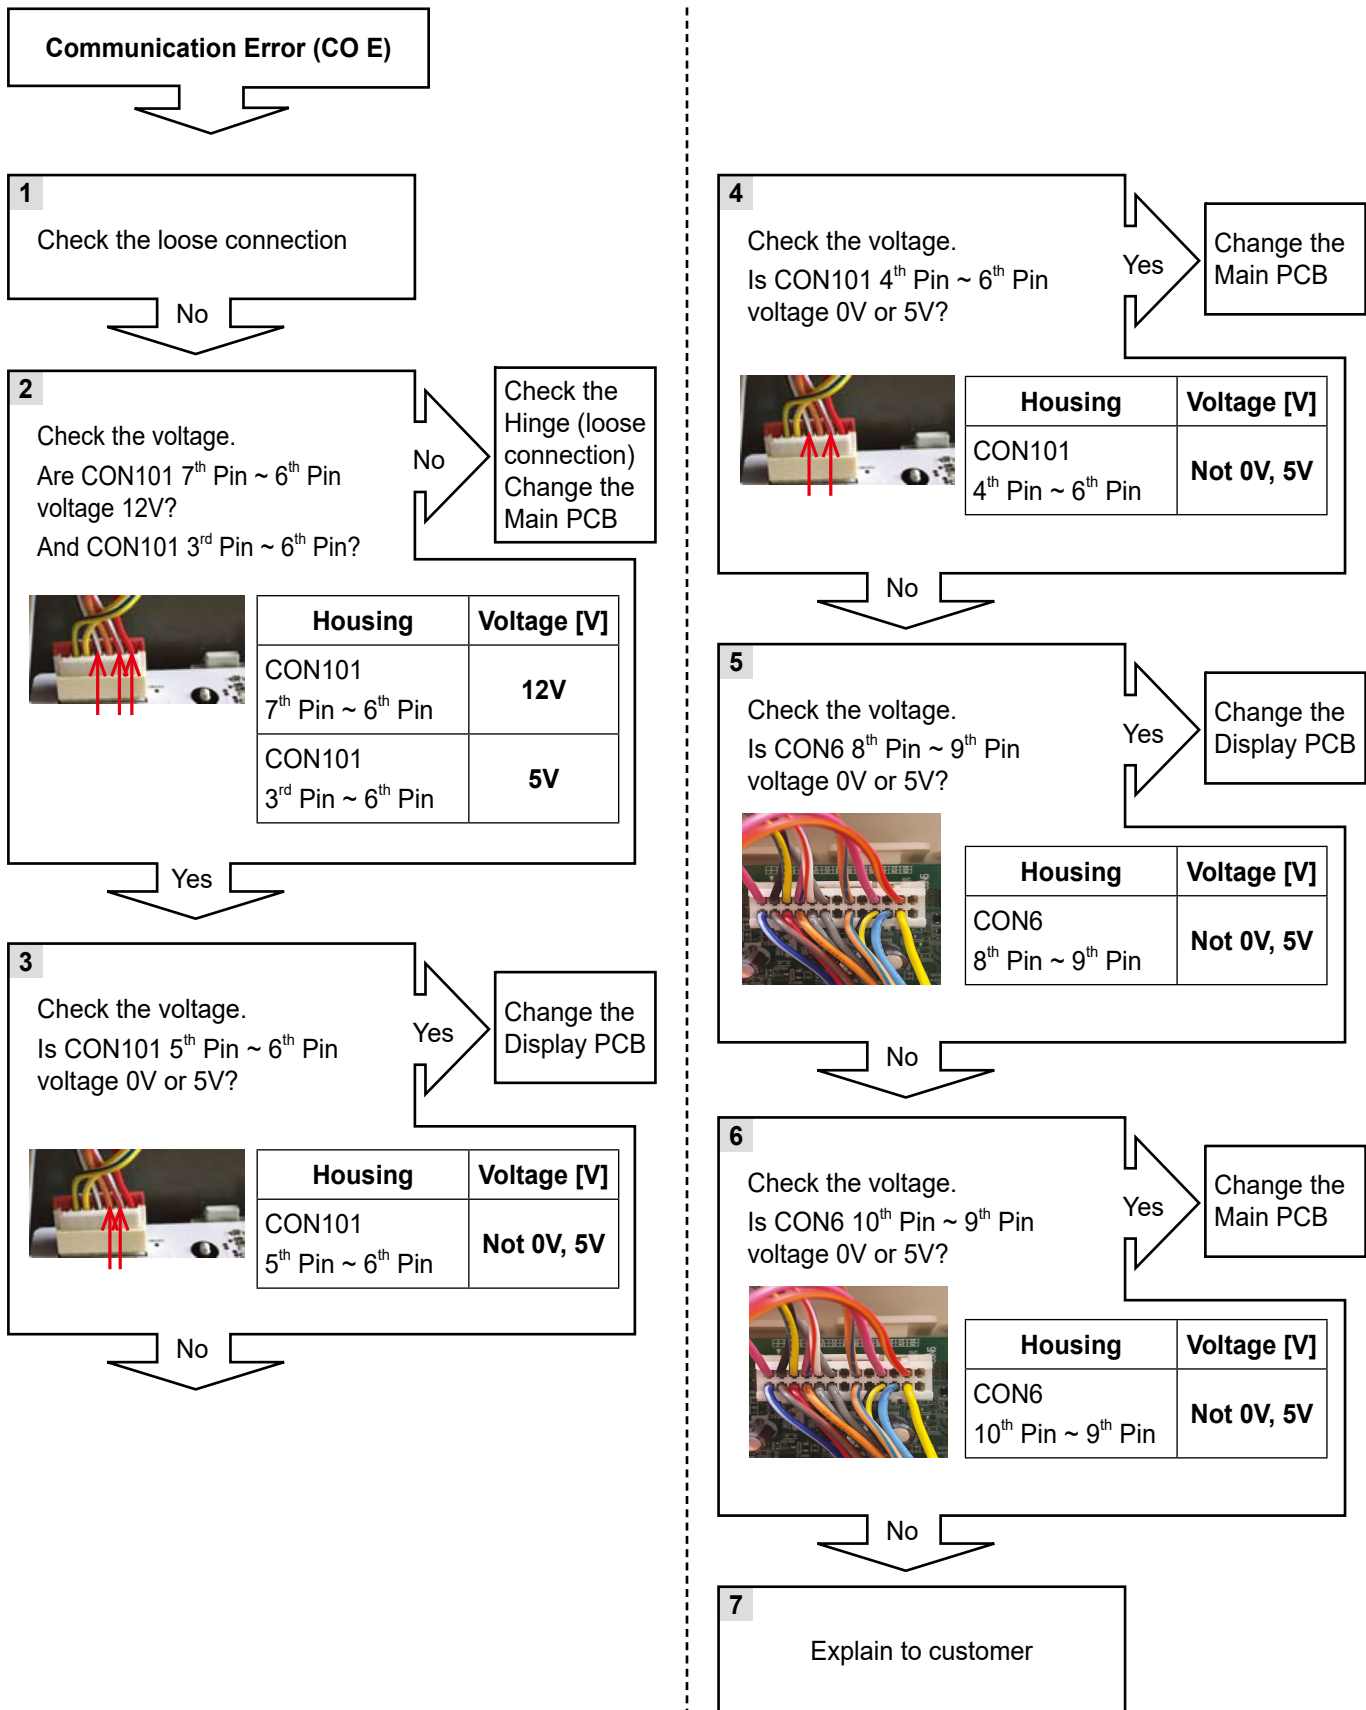 Communication Error (CO E)
1
Check the loose connection
No
2
Check the voltage.
Are CON101 7th Pin ~ 6th Pin
voltage 12V?
And CON101 3rd Pin ~ 6th Pin?
No
Check the
Hinge (loose
connection)
Change the
Main PCB
Housing Voltage [V]
CON101
7th Pin ~ 6th Pin
12V
CON101
3rd Pin ~ 6th Pin
5V
Yes
3
Check the voltage.
Is CON101 5th Pin ~ 6th Pin
voltage 0V or 5V?
Yes
Change the
Display PCB
Housing Voltage [V]
CON101
5th Pin ~ 6th Pin
Not 0V, 5V
No
4
Check the voltage.
Is CON101 4th Pin ~ 6th Pin
voltage 0V or 5V?
Yes
Change the
Main PCB
Housing Voltage [V]
CON101
4th Pin ~ 6th Pin
Not 0V, 5V
No
5
Check the voltage.
Is CON6 8th Pin ~ 9th Pin
voltage 0V or 5V?
Yes
Change the
Display PCB
CON6
Housing Voltage [V]
CON6
8th Pin ~ 9th Pin
Not 0V, 5V
No
6
Check the voltage.
Is CON6 10th Pin ~ 9th Pin
voltage 0V or 5V?
Yes
Change the
Main PCB
CON6
Housing Voltage [V]
CON6
10th Pin ~ 9th Pin
Not 0V, 5V
No
7
Explain to customer